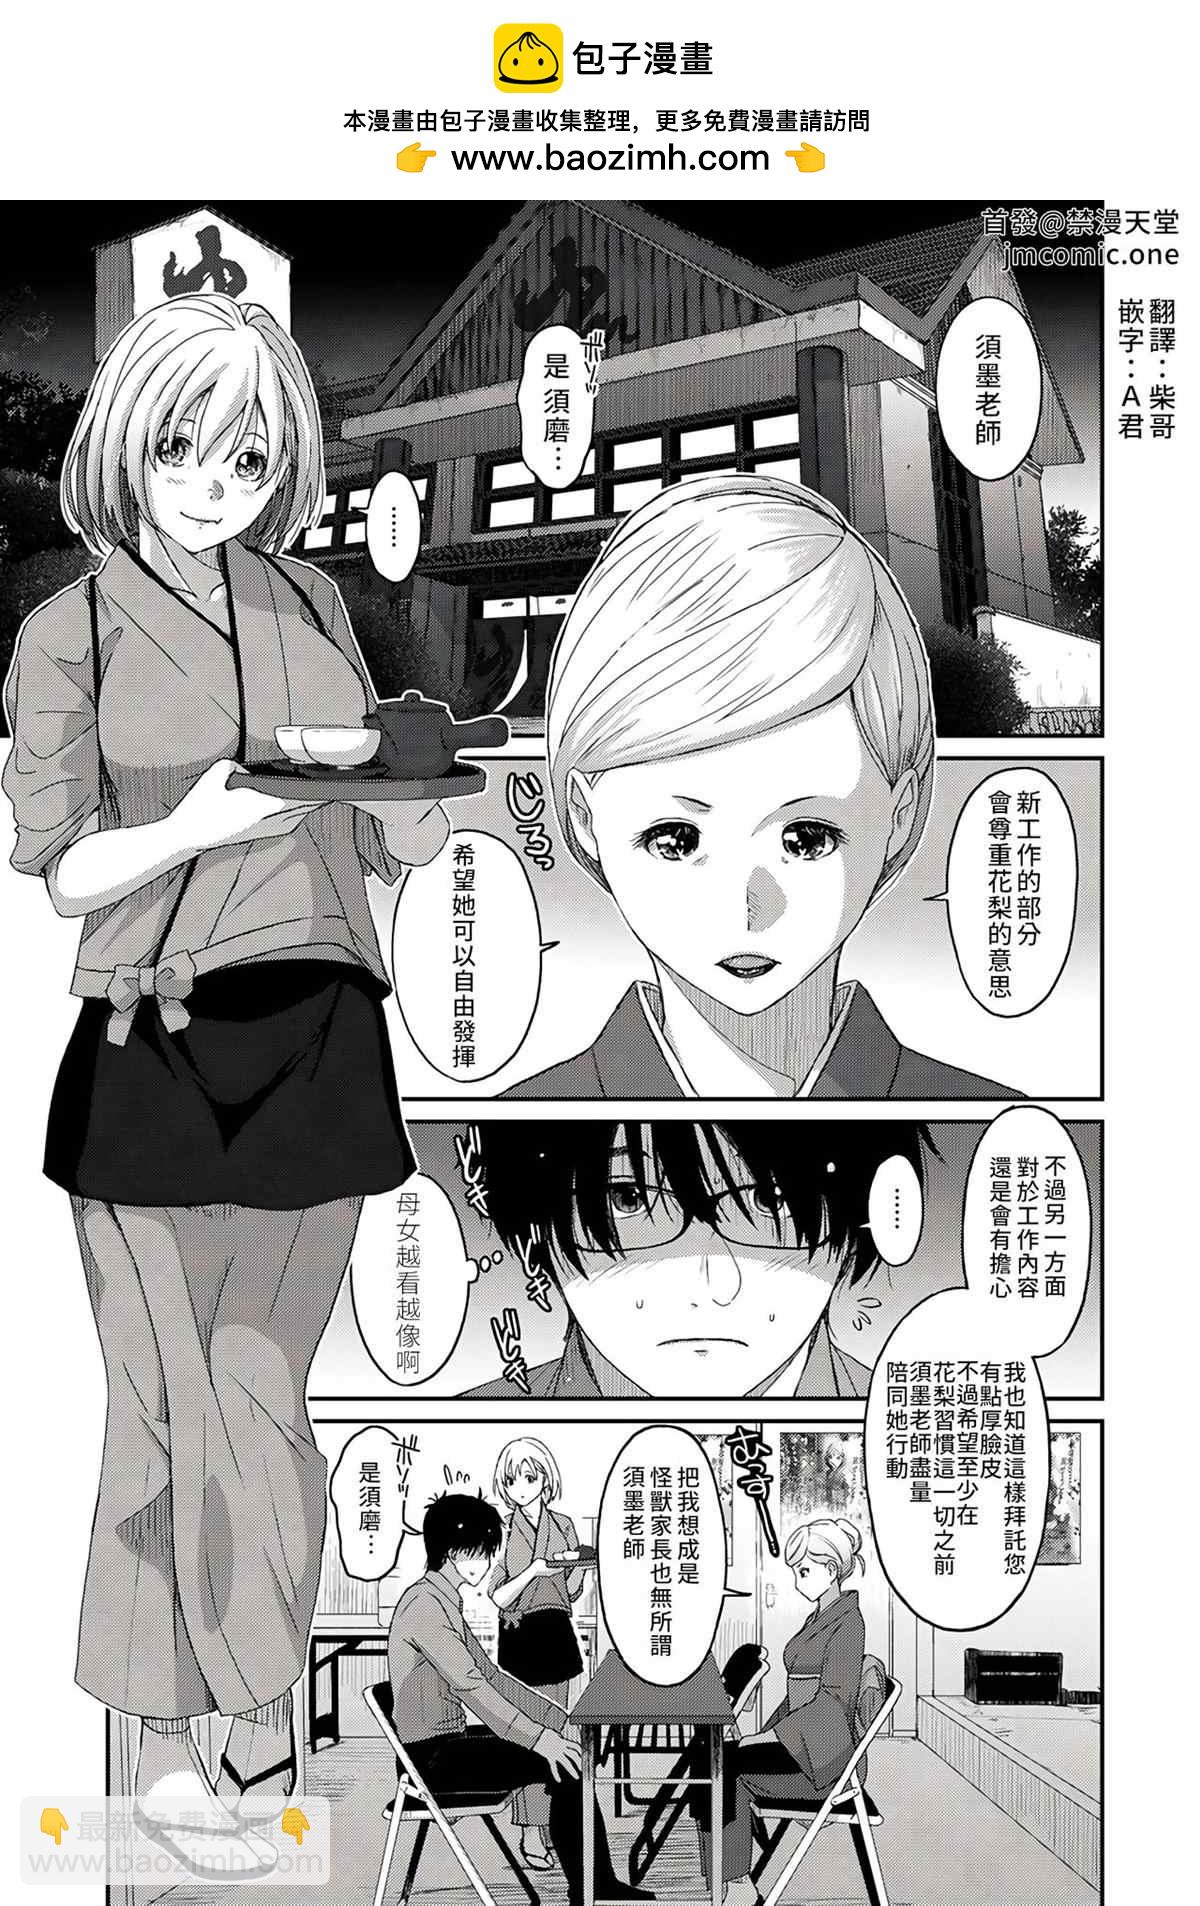 包子漫畫
本漫畫由包子漫畫收集整理，更多免費漫畫請訪問
👉 www.baozimh.com 👈
首發@禁漫天堂
jmcomic.one
翻譯：柴哥
嵌字：A君
ゆ
須墨老師
ボソッ
是須磨…
……
新工作的部分
會尊重花梨的意思
じろっ
希望她可以自由發揮
不過另一方面
對於工作內容
還是會有擔心
……
どき
どき
どき
母女越看越像啊
我也知道這樣拜託您
有點厚臉皮
不過希望至少在
花梨習慣這一切之前
須墨老師盡量
陪同她行動
むっす
把我想成是
怪獸家長也無所謂
須墨老師
ボソッ
是須磨…
👇最新免费漫画👇
www.baozimh.com